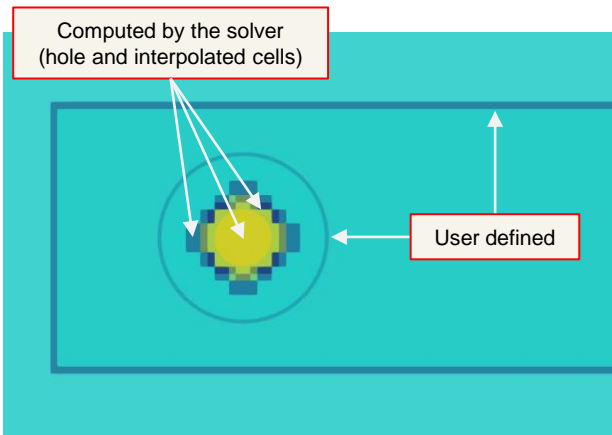 Computed by the solver
(hole and interpolated cells)
User defined